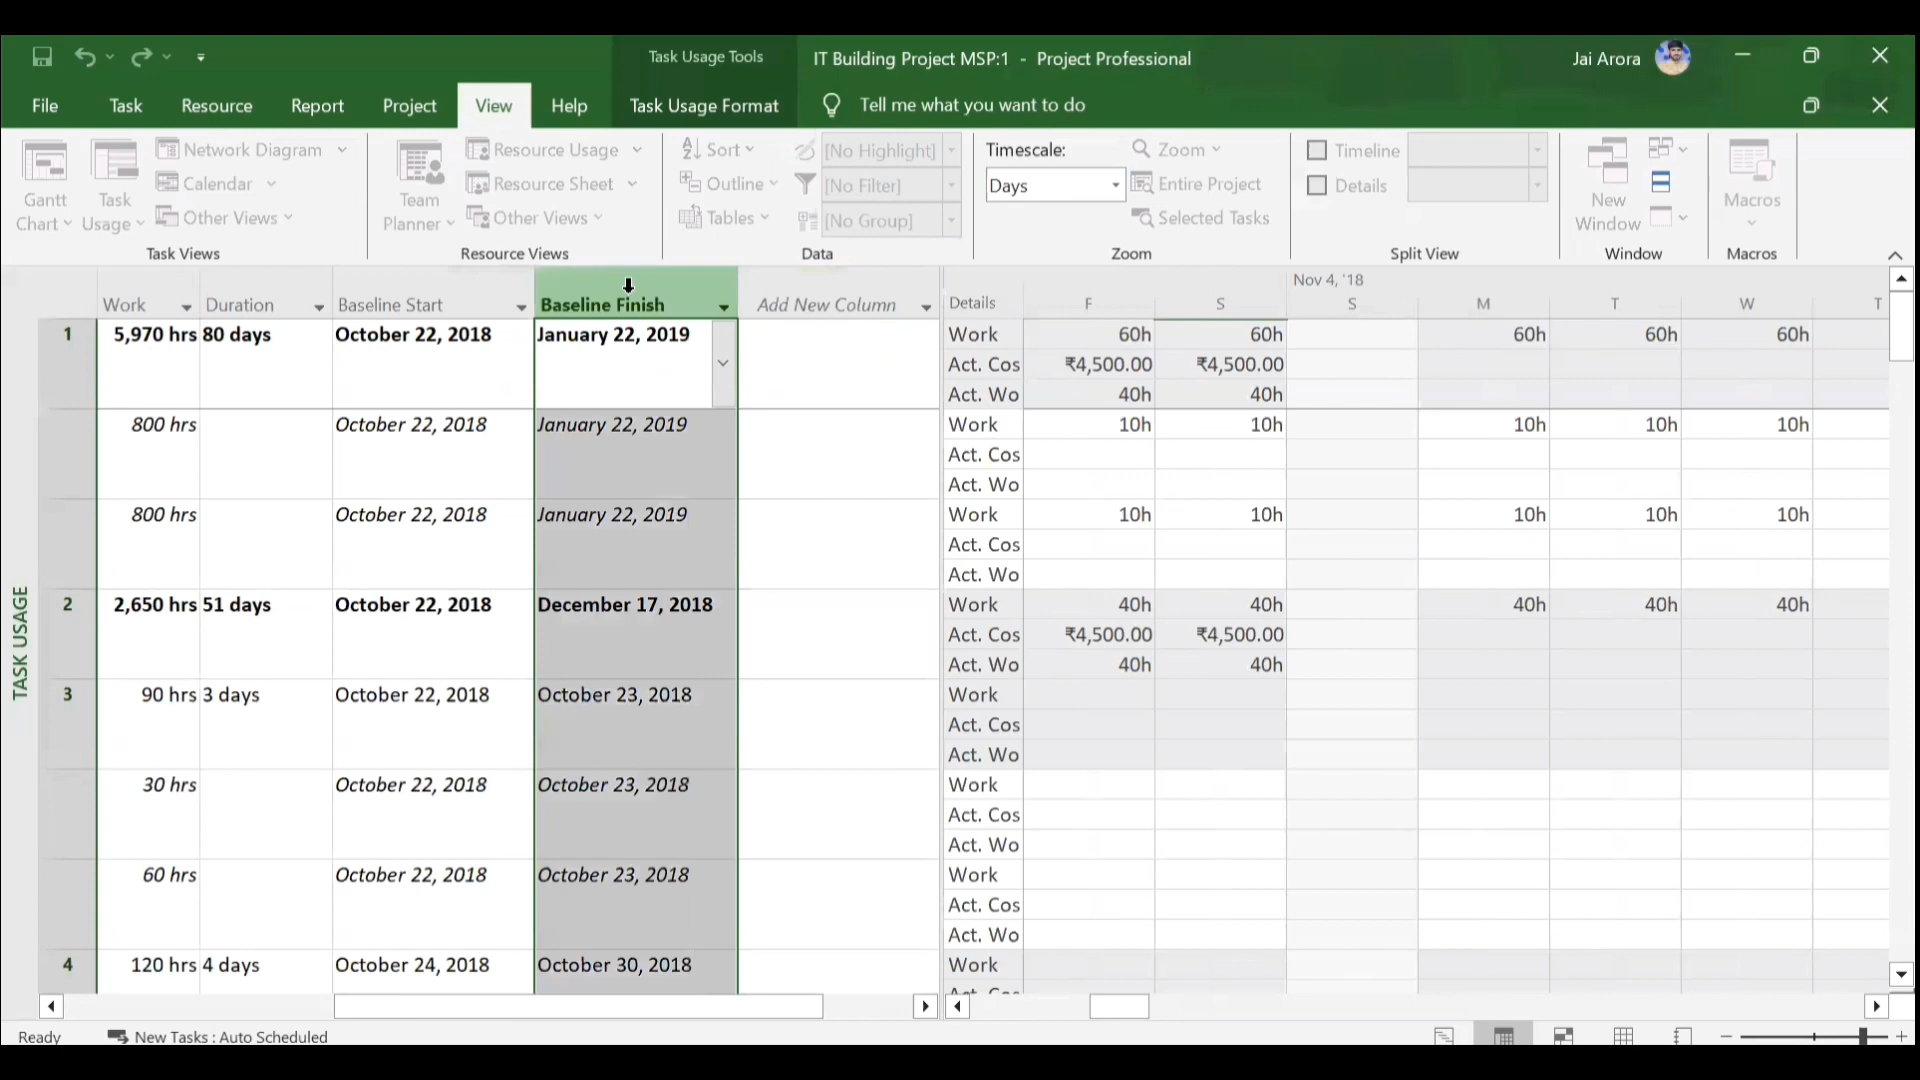 Task Usage Tools
IT Building Project MSP:1 - Project Professional
Jai Arora
File Task Resource Report Project View Help Task Usage Format Tell me what you want to do
Gantt Chart
Task Usage
Network Diagram
Calendar
Other Views
Task Views
Team Planner
Resource Usage
Resource Sheet
Other Views
Resource Views
Sort
Outline
Tables
[No Highlight]
[No Filter]
[No Group]
Data
Timescale:
Days
Zoom
Entire Project
Selected Tasks
Zoom
Timeline
Details
Split View
New Window
Window
Macros
Macros
Nov 4, '18
Work Duration Baseline Start Baseline Finish Add New Column Details F S S M T W T
1 5,970 hrs 80 days October 22, 2018 January 22, 2019 Work 60h 60h 60h 60h 60h
Act. Cos ₹4,500.00 ₹4,500.00
Act. Wo 40h 40h
800 hrs October 22, 2018 January 22, 2019 Work 10h 10h 10h 10h 10h
Act. Cos
Act. Wo
800 hrs October 22, 2018 January 22, 2019 Work 10h 10h 10h 10h 10h
Act. Cos
Act. Wo
2 2,650 hrs 51 days October 22, 2018 December 17, 2018 Work 40h 40h 40h 40h 40h
Act. Cos ₹4,500.00 ₹4,500.00
Act. Wo 40h 40h
3 90 hrs 3 days October 22, 2018 October 23, 2018 Work
Act. Cos
Act. Wo
30 hrs October 22, 2018 October 23, 2018 Work
Act. Cos
Act. Wo
60 hrs October 22, 2018 October 23, 2018 Work
Act. Cos
Act. Wo
4 120 hrs 4 days October 24, 2018 October 30, 2018 Work
TASK USAGE
Ready New Tasks : Auto Scheduled